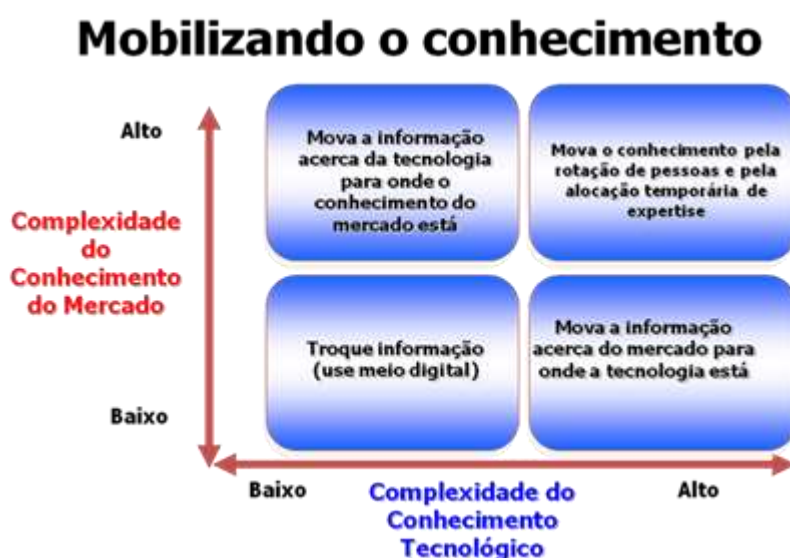 Mobilizando o conhecimento
Alto
Complexidade
do
Conhecimento
do Mercado
Baixo
Mova a informação
acerca da tecnologia
para onde o
conhecimento do
mercado está
Mova o conhecimento pela
rotação de pessoas e pela
alocação temporária de
expertise
Troque informação
(use meio digital)
Mova a informação
acerca do mercado para
onde a tecnologia está
Baixo
Complexidade do
Conhecimento
Tecnológico
Alto